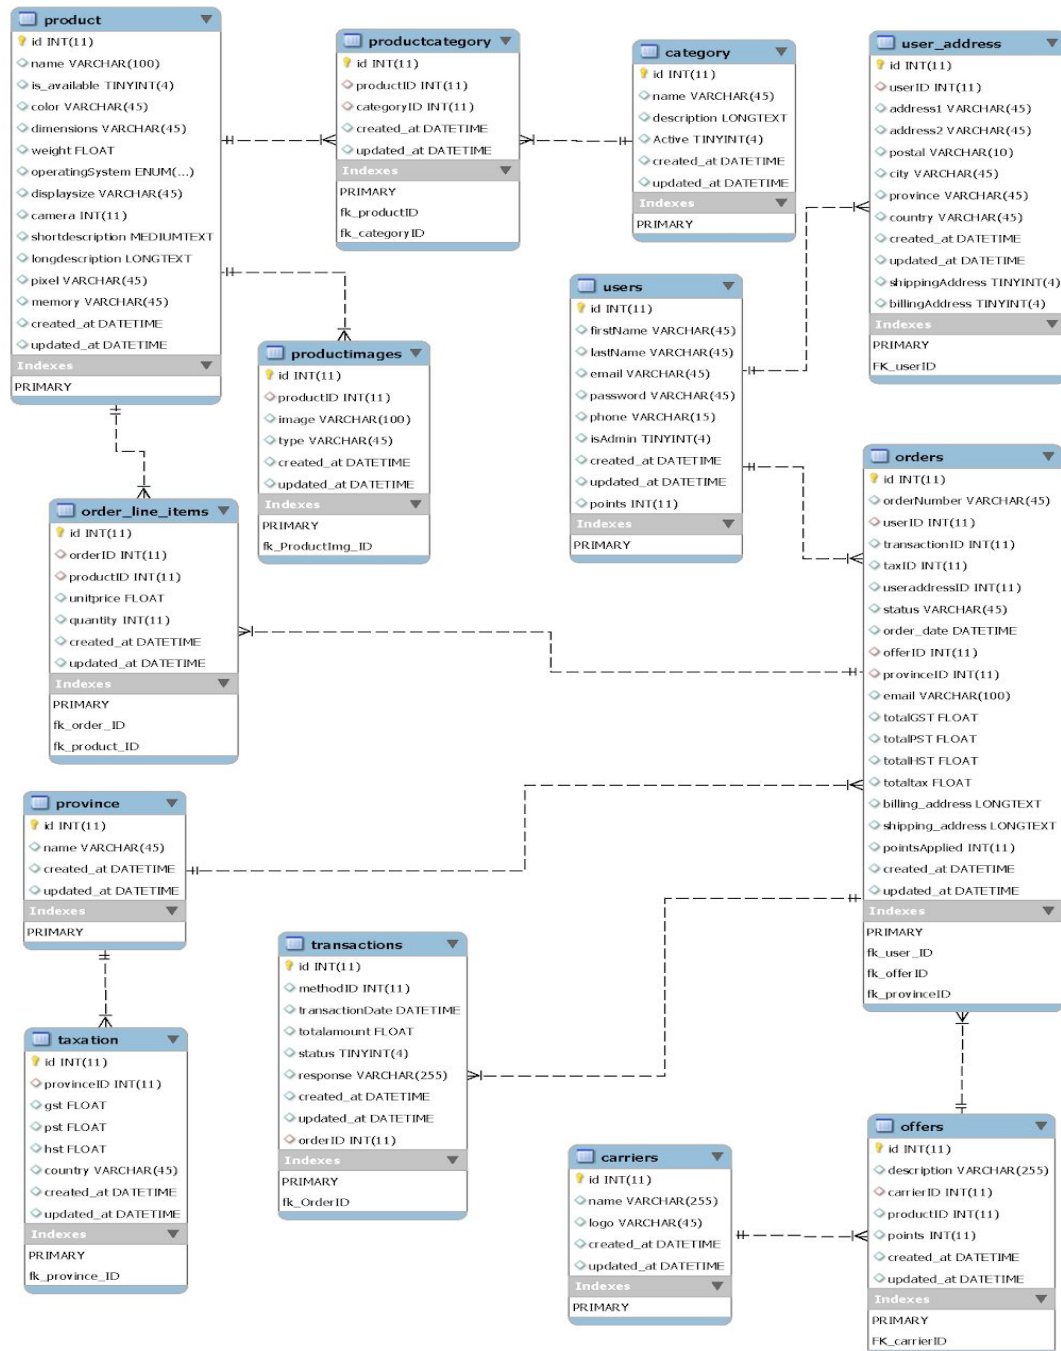 product
id INT(11)
name VARCHAR(100)
is_available TINYINT(4)
color VARCHAR(45)
dimensions VARCHAR(45)
weight FLOAT
operatingSystem ENUM(...)
displaysize VARCHAR(45)
camera INT(11)
shortdescription MEDIUMTEXT
longdescription LONGTEXT
pixel VARCHAR(45)
memory VARCHAR(45)
created_at DATETIME
updated_at DATETIME
Indexes
PRIMARY
productcategory
id INT(11)
productID INT(11)
categoryID INT(11)
created_at DATETIME
updated_at DATETIME
Indexes
PRIMARY
fk_productID
fk_categoryID
category
id INT(11)
name VARCHAR(45)
description LONGTEXT
Active TINYINT(4)
created_at DATETIME
updated_at DATETIME
Indexes
PRIMARY
user_address
id INT(11)
userID INT(11)
address1 VARCHAR(45)
address2 VARCHAR(45)
postal VARCHAR(10)
city VARCHAR(45)
province VARCHAR(45)
country VARCHAR(45)
created_at DATETIME
updated_at DATETIME
shippingAddress TINYINT(4)
billingAddress TINYINT(4)
Indexes
PRIMARY
FK_userID
productimages
id INT(11)
productID INT(11)
image VARCHAR(100)
type VARCHAR(45)
created_at DATETIME
updated_at DATETIME
Indexes
PRIMARY
fk_ProductImg_ID
users
id INT(11)
firstName VARCHAR(45)
lastName VARCHAR(45)
email VARCHAR(45)
password VARCHAR(45)
phone VARCHAR(15)
isAdmin TINYINT(4)
created_at DATETIME
updated_at DATETIME
points INT(11)
Indexes
PRIMARY
order_line_items
id INT(11)
orderID INT(11)
productID INT(11)
unitprice FLOAT
quantity INT(11)
created_at DATETIME
updated_at DATETIME
Indexes
PRIMARY
fk_order_ID
fk_product_ID
orders
id INT(11)
orderNumber VARCHAR(45)
userID INT(11)
transactionID INT(11)
taxID INT(11)
useraddressID INT(11)
status VARCHAR(45)
order_date DATETIME
offerID INT(11)
provinceID INT(11)
email VARCHAR(100)
totalGST FLOAT
totalPST FLOAT
totalHST FLOAT
totaltax FLOAT
billing_address LONGTEXT
shipping_address LONGTEXT
pointsApplied INT(11)
created_at DATETIME
updated_at DATETIME
Indexes
PRIMARY
fk_user_ID
fk_offerID
fk_provinceID
province
id INT(11)
name VARCHAR(45)
created_at DATETIME
updated_at DATETIME
Indexes
PRIMARY
transactions
id INT(11)
methodID INT(11)
transactionDate DATETIME
totalamount FLOAT
status TINYINT(4)
response VARCHAR(255)
created_at DATETIME
updated_at DATETIME
orderID INT(11)
Indexes
PRIMARY
fk_OrderID
taxation
id INT(11)
provinceID INT(11)
gst FLOAT
pst FLOAT
hst FLOAT
country VARCHAR(45)
created_at DATETIME
updated_at DATETIME
Indexes
PRIMARY
fk_province_ID
carriers
id INT(11)
name VARCHAR(255)
logo VARCHAR(45)
created_at DATETIME
updated_at DATETIME
Indexes
PRIMARY
offers
id INT(11)
description VARCHAR(255)
carrierID INT(11)
productID INT(11)
points INT(11)
created_at DATETIME
updated_at DATETIME
Indexes
PRIMARY
FK_carrierID